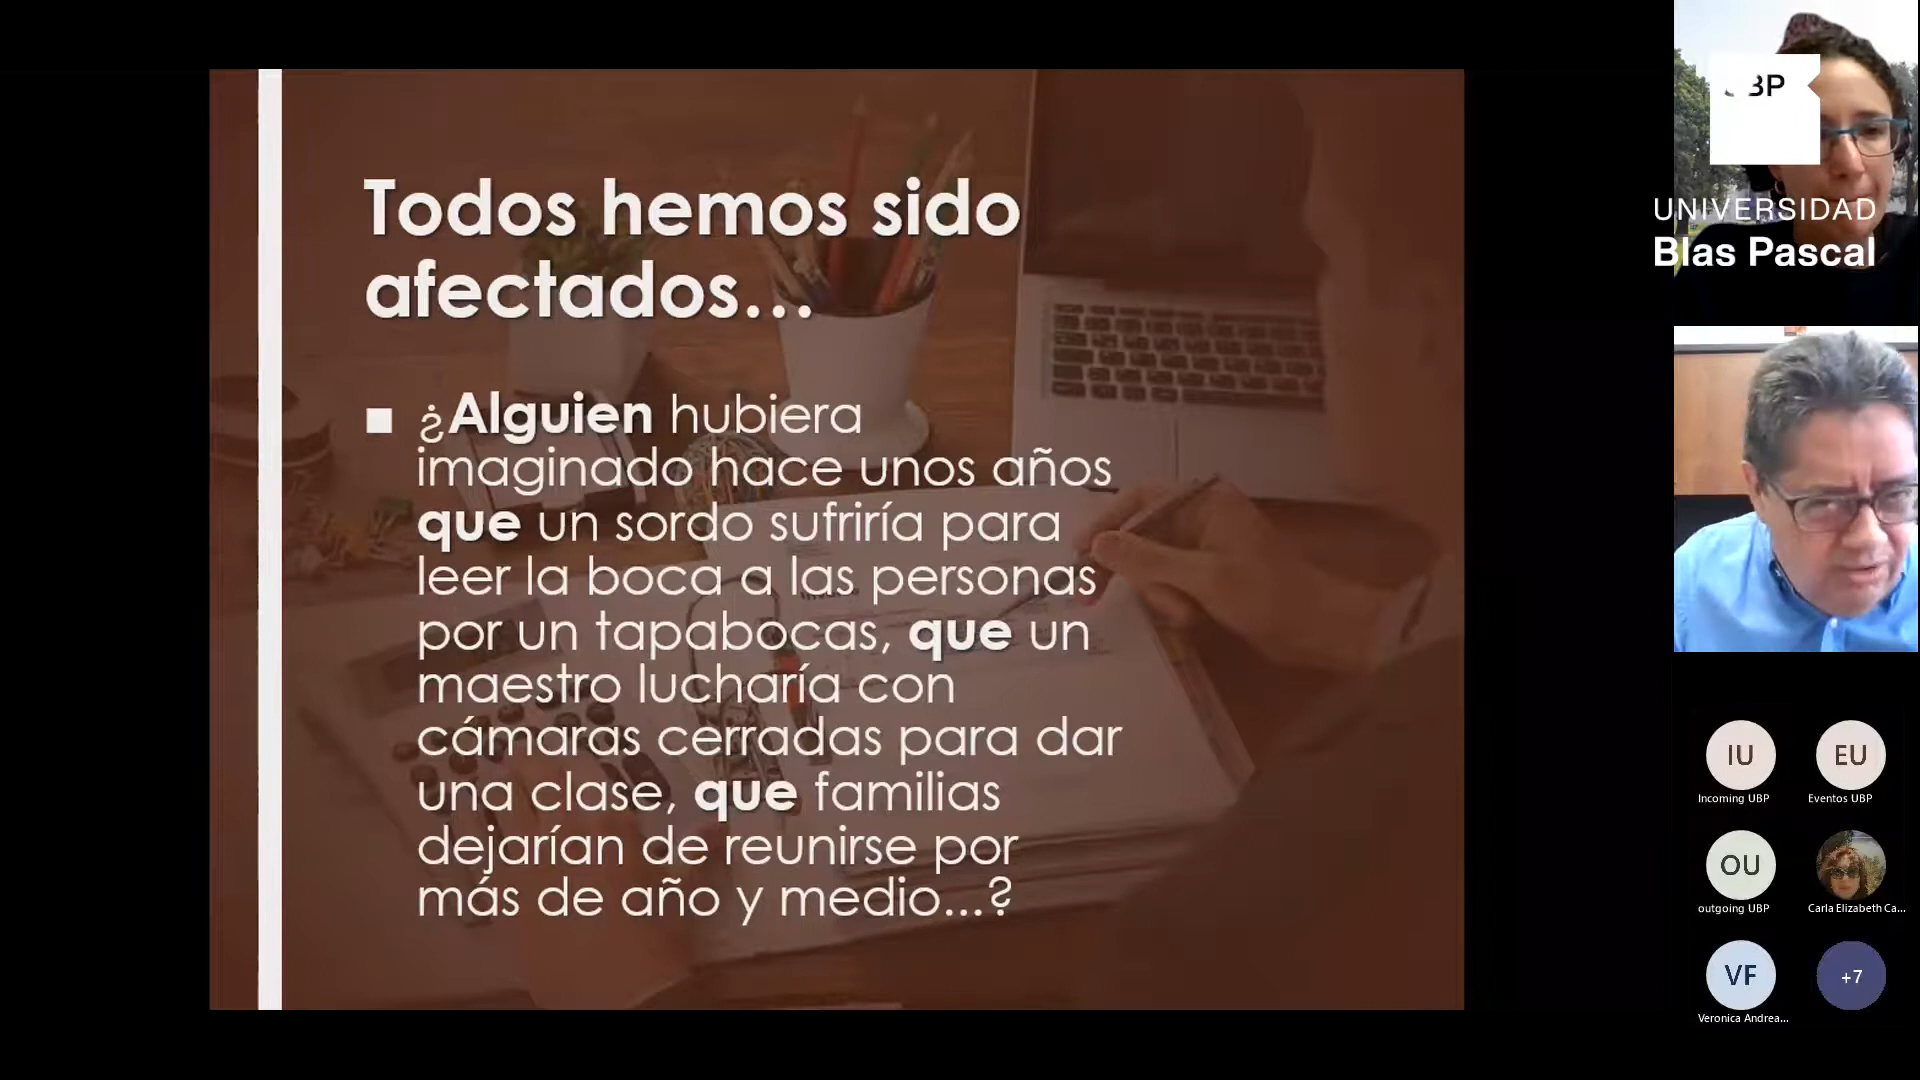 Todos hemos sido
afectados...
¿Alguien hubiera
imaginado hace unos años
que un sordo sufriría para
leer la boca a las personas
por un tapabocas, que un
maestro lucharía con
cámaras cerradas para dar
una clase, que familias
dejarían de reunirse por
más de año y medio...?
UBP
UNIVERSIDAD
Blas Pascal
IU
EU
Incoming UBP
Eventos UBP
OU
outgoing UBP
Carla Elizabeth Ca...
VF
+7
Veronica Andrea...